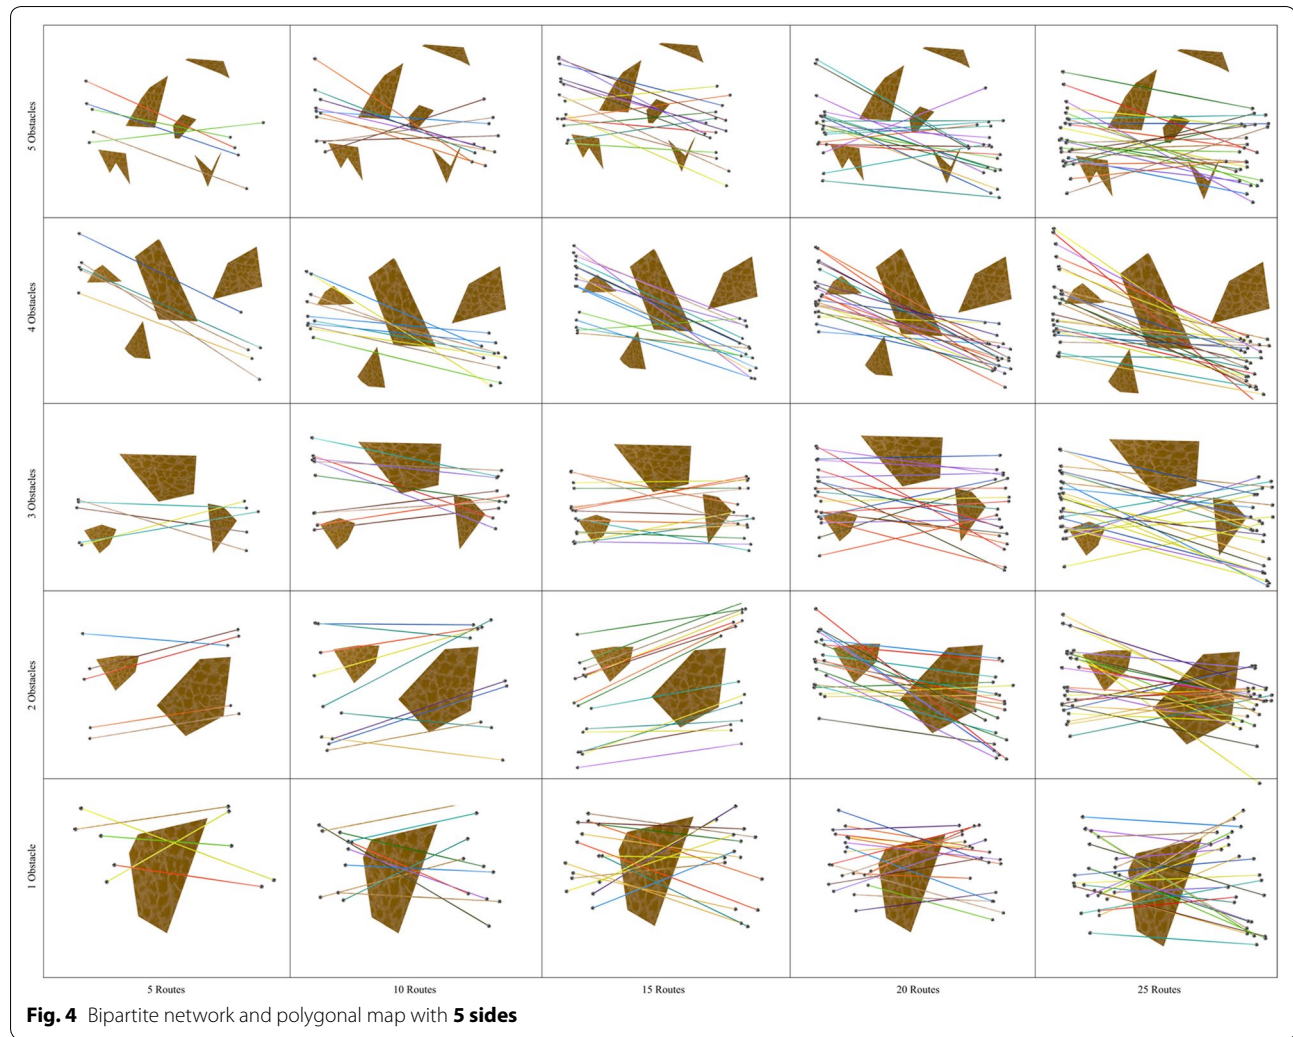 5 Obstacles
4 Obstacles
3 Obstacles
2 Obstacles
1 Obstacle
5 Routes
10 Routes
15 Routes
20 Routes
25 Routes
Fig. 4 Bipartite network and polygonal map with 5 sides